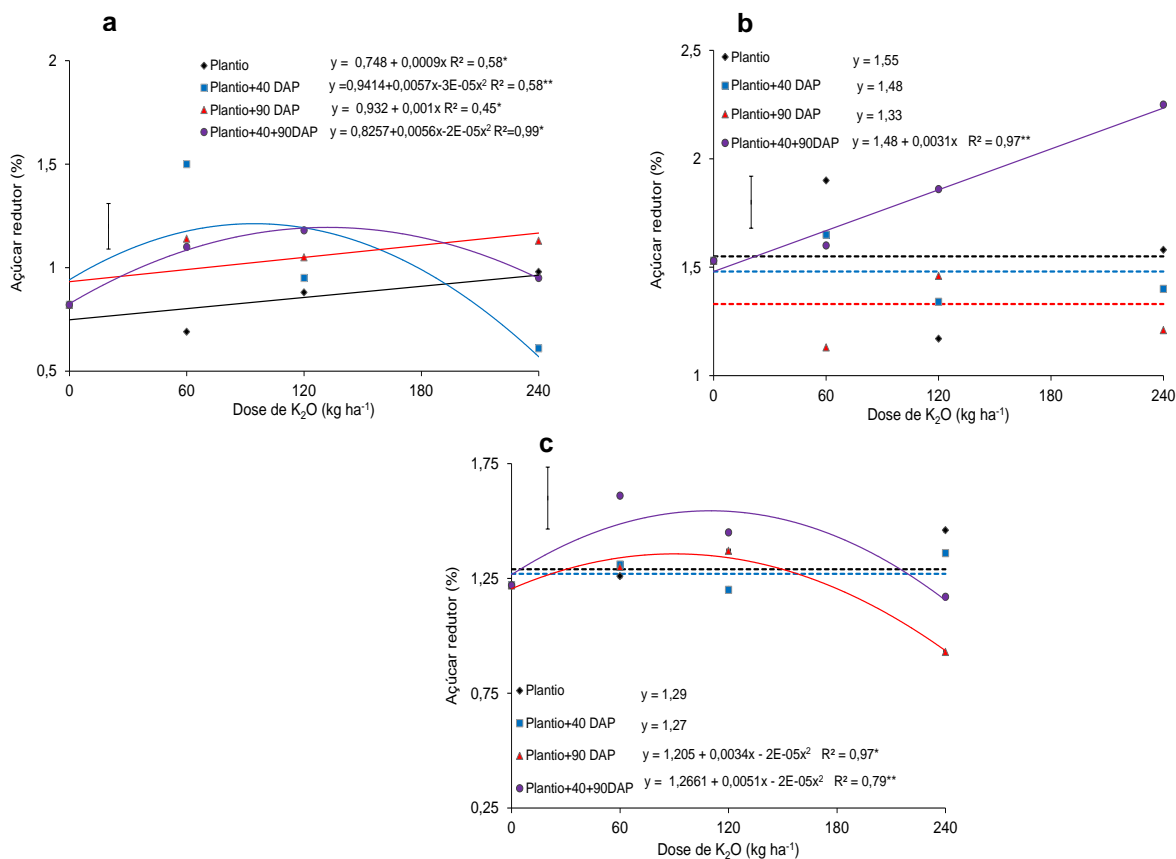 a
Plantio y = 0,748 + 0,0009x R² = 0,58*
Plantio+40 DAP y =0,9414+0,0057x-3E-05x² R² = 0,58**
Plantio+90 DAP y = 0,932 + 0,001x R² = 0,45*
Plantio+40+90DAP y = 0,8257+0,0056x-2E-05x² R²=0,99*
Açúcar redutor (%)
2
1,5
1
0,5
0 60 120 180 240
Dose de K₂O (kg ha⁻¹)
b
Plantio y = 1,55
Plantio+40 DAP y = 1,48
Plantio+90 DAP y = 1,33
Plantio+40+90DAP y = 1,48 + 0,0031x R² = 0,97**
Açúcar redutor (%)
2,5
2
1,5
1
0 60 120 180 240
Dose de K₂O (kg ha⁻¹)
c
Açúcar redutor (%)
1,75
1,25
0,75
0,25
Plantio y = 1,29
Plantio+40 DAP y = 1,27
Plantio+90 DAP y = 1,205 + 0,0034x - 2E-05x² R² = 0,97*
Plantio+40+90DAP y = 1,2661 + 0,0051x - 2E-05x² R² = 0,79**
0 60 120 180 240
Dose de K₂O (kg ha⁻¹)